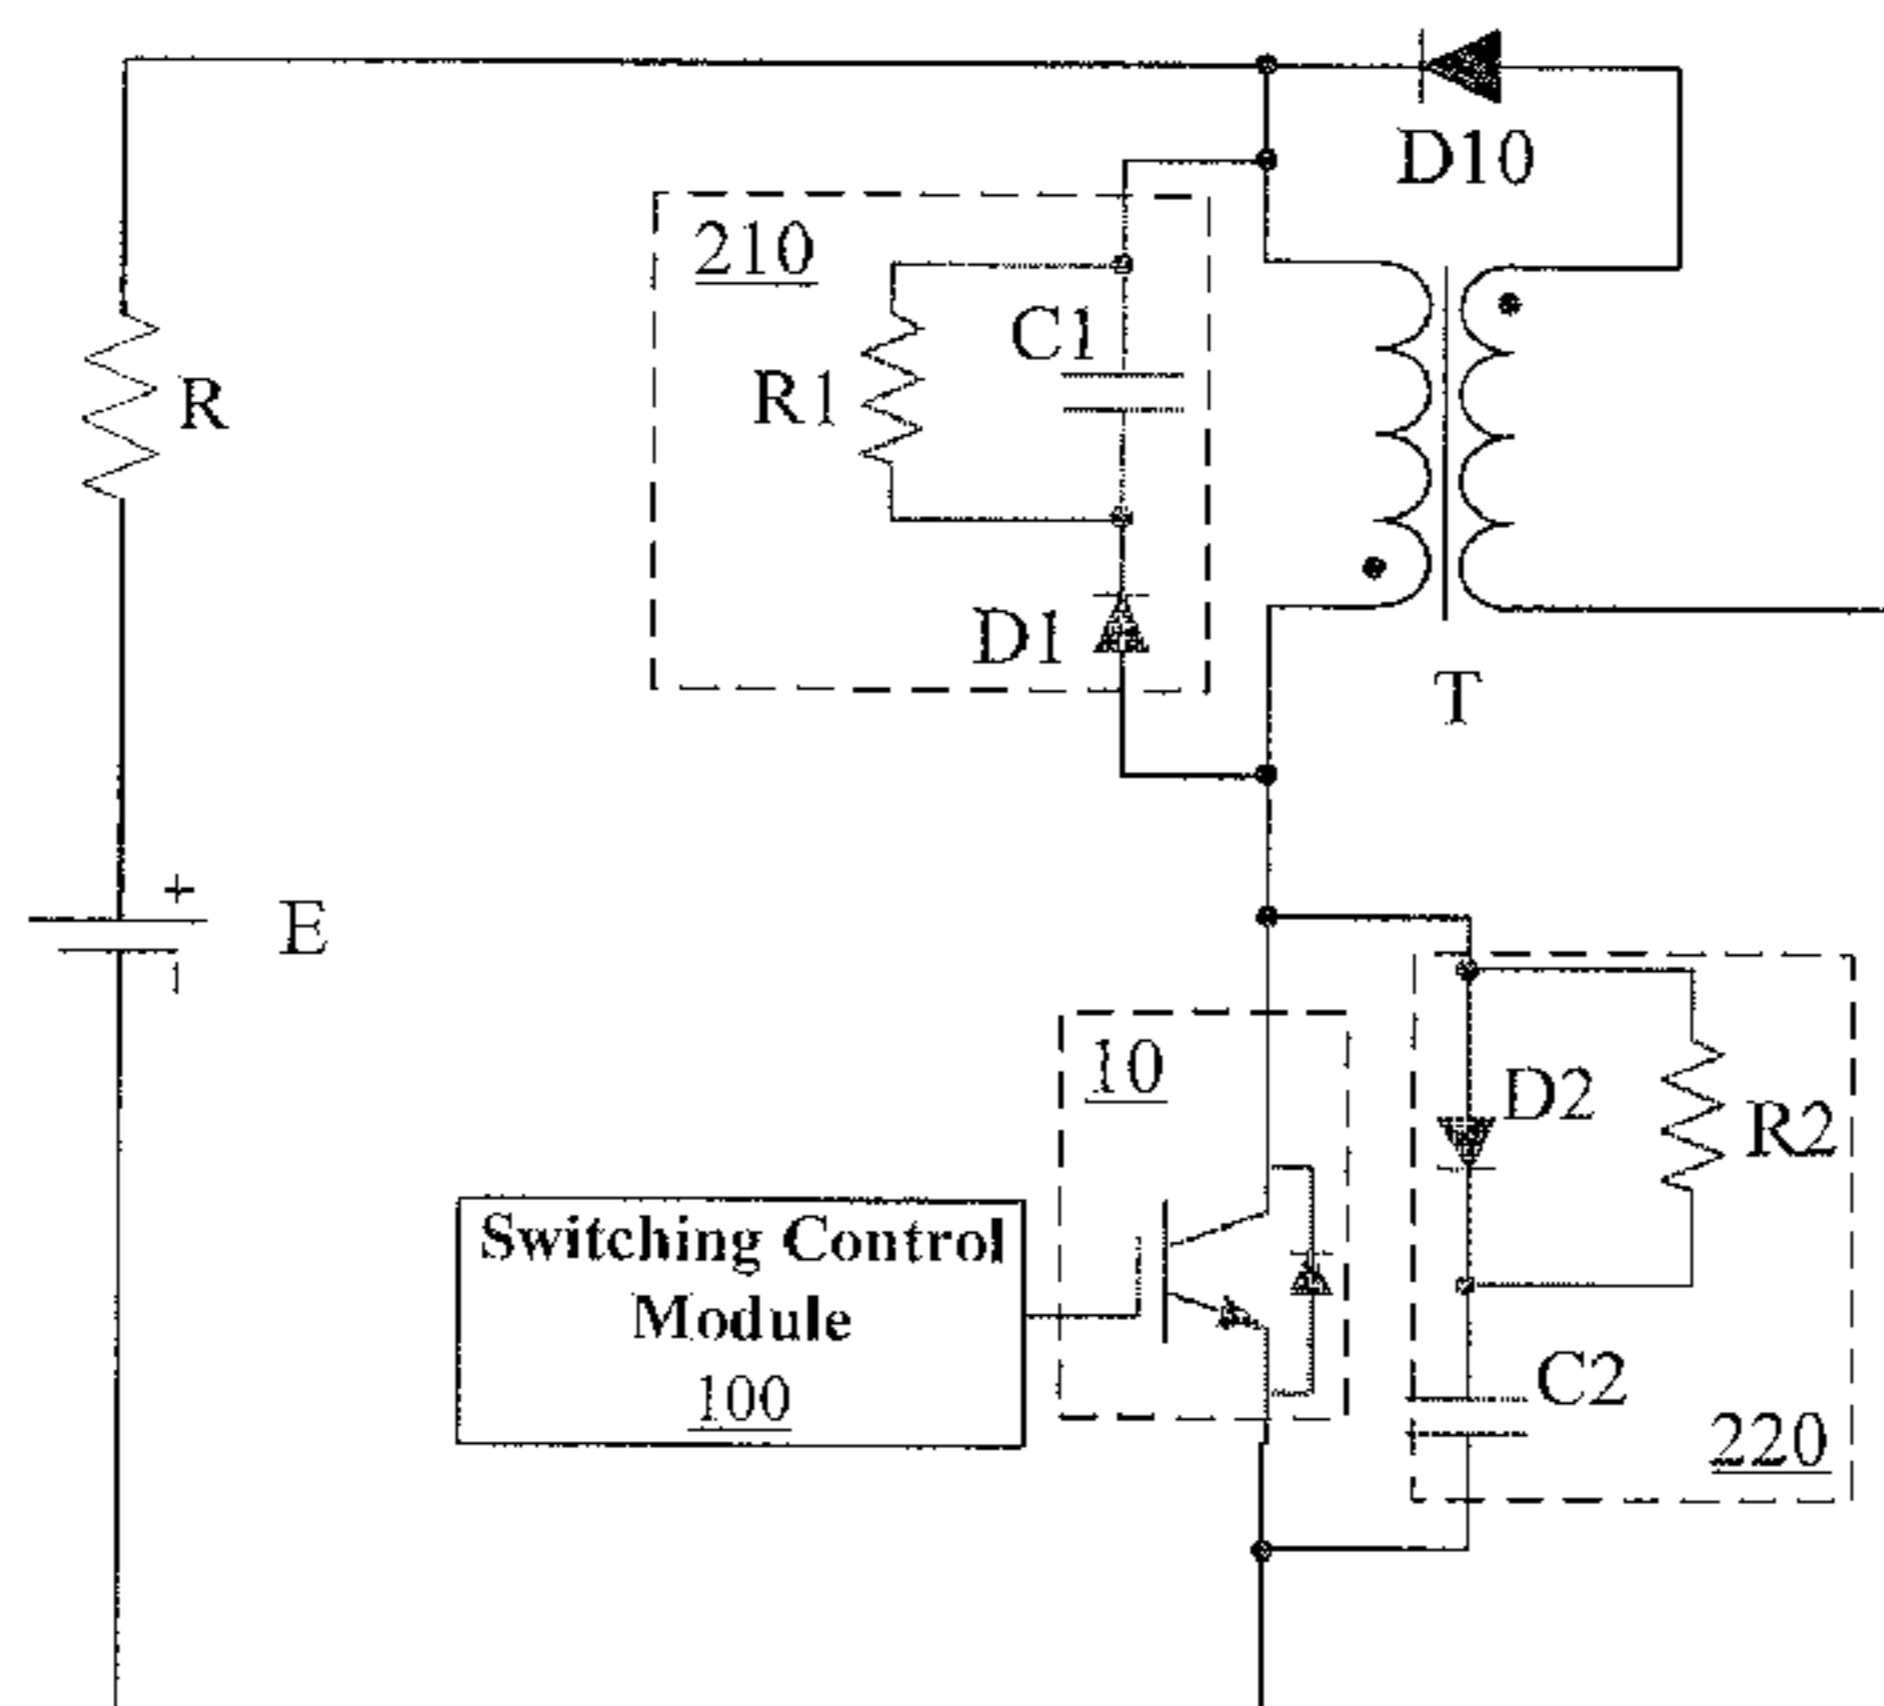 D10
210
C1
R1
R
D1
T
+
E
10
D2
R2
Switching Control
Module
100
C2
220